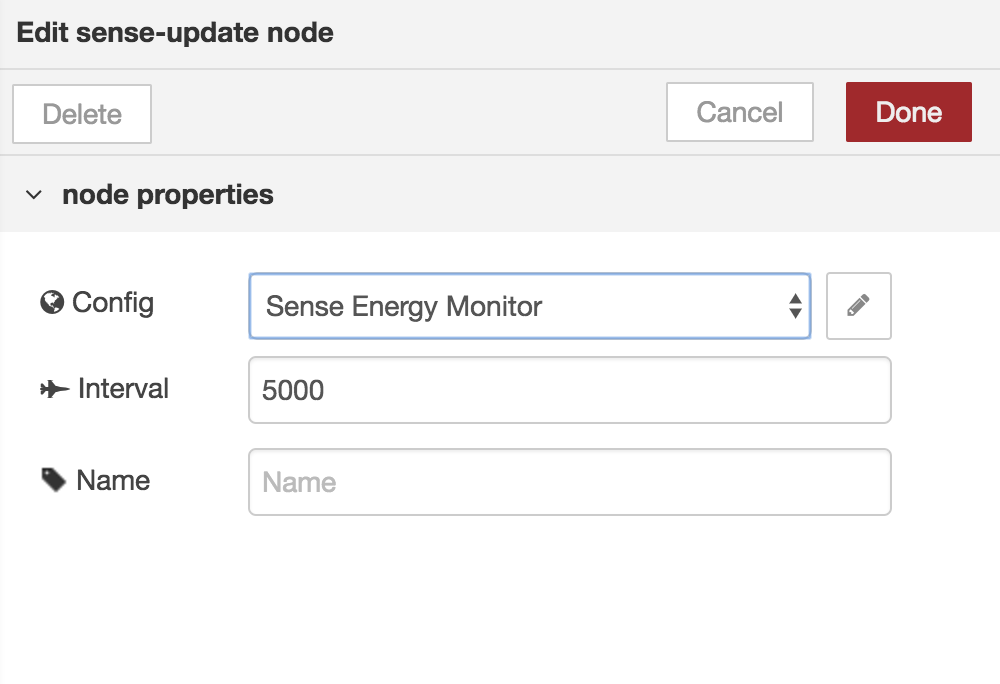 Edit sense-update node
Delete
Cancel
Done
node properties
Config
Sense Energy Monitor
Interval
5000
Name
Name